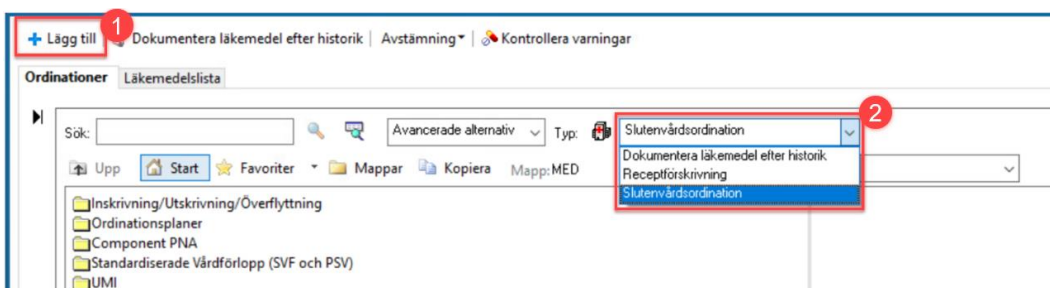 1
Lägg till Dokumentera läkemedel efter historik Avstämning Kontrollera varningar
Ordinationer Läkemedelslista
2
Sök: Avancerade alternativ Typ: Slutenvårdsordination
Dokumentera läkemedel efter historik
Upp Start Favoriter Mappar Kopiera Mapp: MED Receptförskrivning
Slutenvårdsordination
Inskrivning/Utskrivning/Överflyttning
Ordinationsplaner
Component PNA
Standardiserade Vårdförlopp (SVF och PSV)
UMI